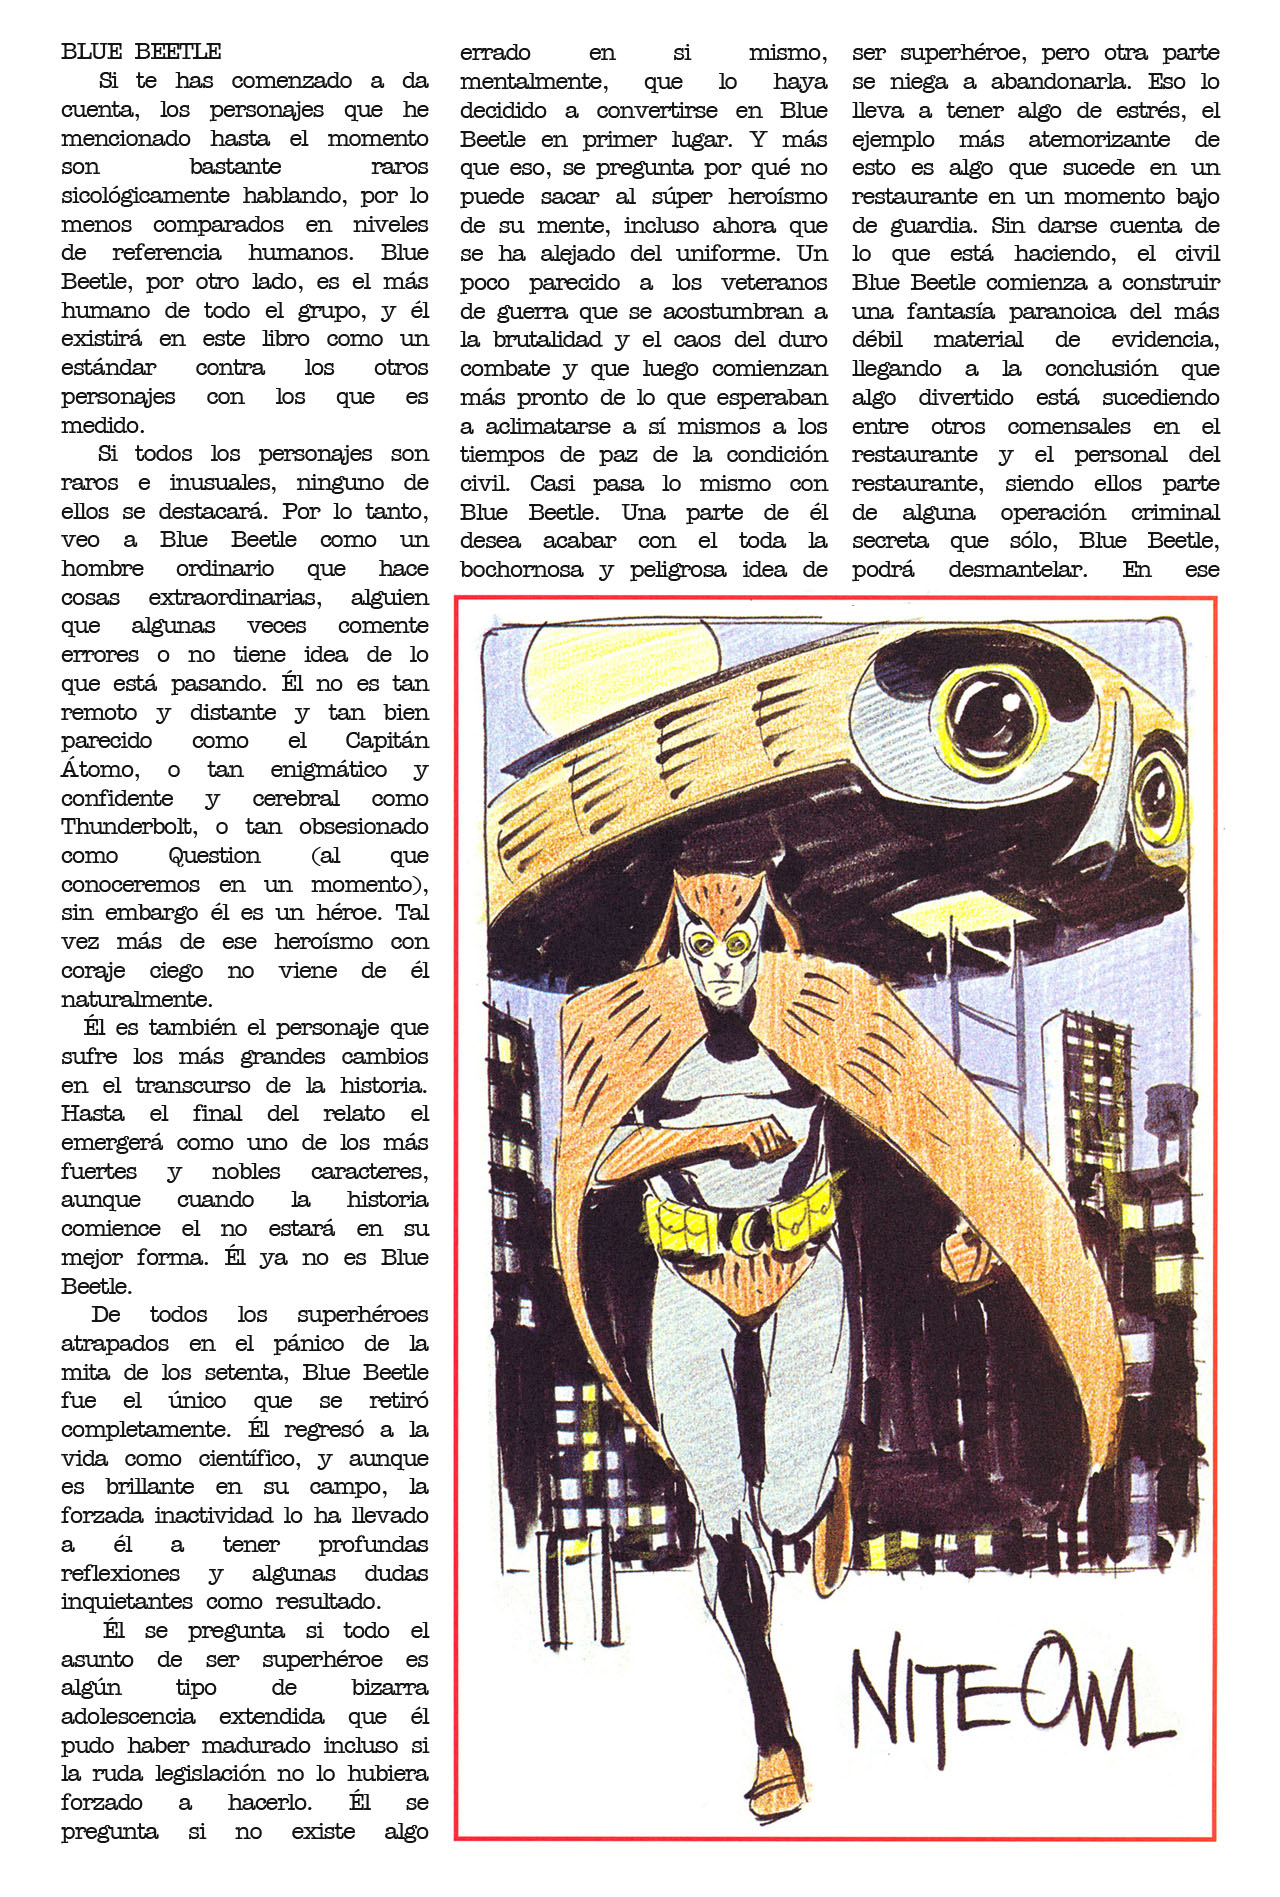 BLUE BEETLE
Si te has comenzado a da
cuenta, los personajes que he
mencionado hasta el momento
son bastante raros
sicológicamente hablando, por lo
menos comparados en niveles
de referencia humanos. Blue
Beetle, por otro lado, es el más
humano de todo el grupo, y él
existirá en este libro como un
estándar contra los otros
personajes con los que es
medido.
Si todos los personajes son
raros e inusuales, ninguno de
ellos se destacará. Por lo tanto,
veo a Blue Beetle como un
hombre ordinario que hace
cosas extraordinarias, alguien
que algunas veces comente
errores o no tiene idea de lo
que está pasando. Él no es tan
remoto y distante y tan bien
parecido como el Capitán
Átomo, o tan enigmático y
confidente y cerebral como
Thunderbolt, o tan obsesionado
como Question (al que
conoceremos en un momento),
sin embargo él es un héroe. Tal
vez más de ese heroísmo con
coraje ciego no viene de él
naturalmente.
Él es también el personaje que
sufre los más grandes cambios
en el transcurso de la historia.
Hasta el final del relato el
emergerá como uno de los más
fuertes y nobles caracteres,
aunque cuando la historia
comience el no estará en su
mejor forma. Él ya no es Blue
Beetle.
De todos los superhéroes
atrapados en el pánico de la
mita de los setenta, Blue Beetle
fue el único que se retiró
completamente. Él regresó a la
vida como científico, y aunque
es brillante en su campo, la
forzada inactividad lo ha llevado
a él a tener profundas
reflexiones y algunas dudas
inquietantes como resultado.
Él se pregunta si todo el
asunto de ser superhéroe es
algún tipo de bizarra
adolescencia extendida que él
pudo haber madurado incluso si
la ruda legislación no lo hubiera
forzado a hacerlo. Él se
pregunta si no existe algo
errado en si mismo,
mentalmente, que lo haya
decidido a convertirse en Blue
Beetle en primer lugar. Y más
que eso, se pregunta por qué no
puede sacar al súper heroísmo
de su mente, incluso ahora que
se ha alejado del uniforme. Un
poco parecido a los veteranos
de guerra que se acostumbran a
la brutalidad y el caos del duro
combate y que luego comienzan
más pronto de lo que esperaban
a aclimatarse a sí mismos a los
tiempos de paz de la condición
civil. Casi pasa lo mismo con
Blue Beetle. Una parte de él
desea acabar con el toda la
bochornosa y peligrosa idea de
ser superhéroe, pero otra parte
se niega a abandonarla. Eso lo
lleva a tener algo de estrés, el
ejemplo más atemorizante de
esto es algo que sucede en un
restaurante en un momento bajo
de guardia. Sin darse cuenta de
lo que está haciendo, el civil
Blue Beetle comienza a construir
una fantasía paranoica del más
débil material de evidencia,
llegando a la conclusión que
algo divertido está sucediendo
entre otros comensales en el
restaurante y el personal del
restaurante, siendo ellos parte
de alguna operación criminal
secreta que sólo, Blue Beetle,
podrá desmantelar. En ese
NITE-OWL